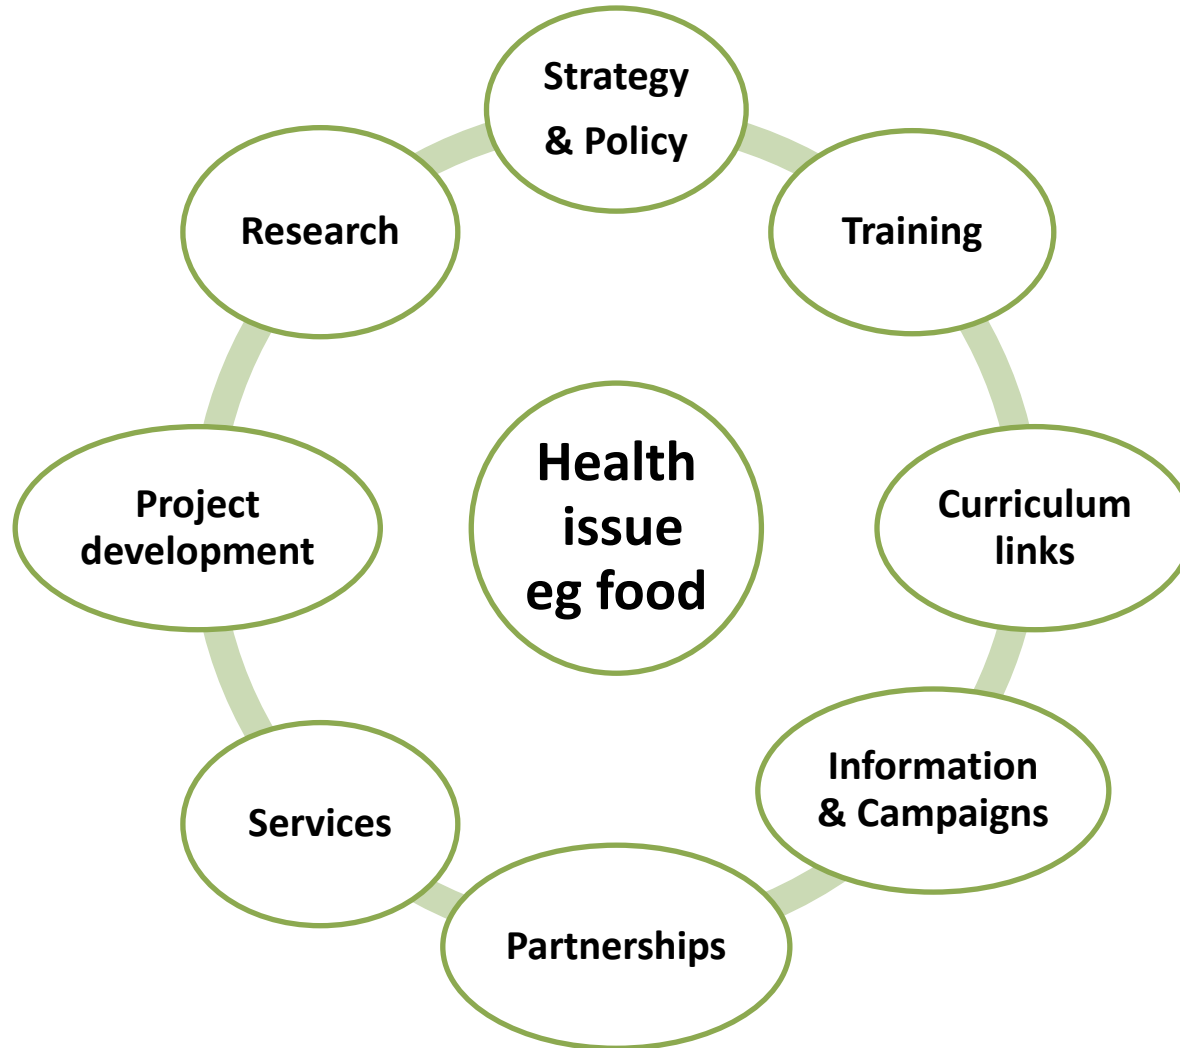 Strategy
& Policy
Training
Curriculum
links
Information
& Campaigns
Partnerships
Services
Project
development
Research
Health
issue
eg food